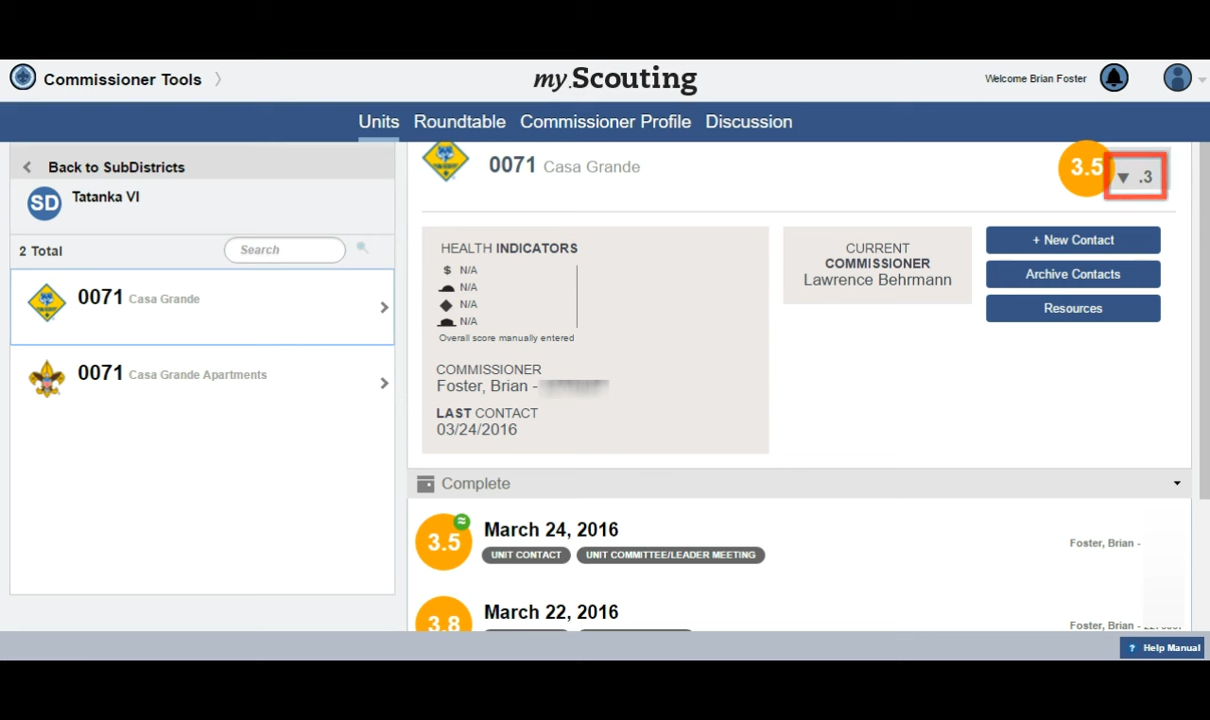 Commissioner Tools
my.Scouting
Welcome Brian Foster
Units Roundtable Commissioner Profile Discussion
Back to SubDistricts
SD Tatanka VI
2 Total
Search
0071 Casa Grande
0071 Casa Grande Apartments
0071 Casa Grande
3.5
▼ .3
HEALTH INDICATORS
$ N/A
N/A
N/A
N/A
Overall score manually entered
COMMISSIONER
Foster, Brian -
LAST CONTACT
03/24/2016
CURRENT
COMMISSIONER
Lawrence Behrmann
+ New Contact
Archive Contacts
Resources
Complete
3.5
March 24, 2016
UNIT CONTACT UNIT COMMITTEE/LEADER MEETING
Foster, Brian -
3.8
March 22, 2016
Foster, Brian -
? Help Manual